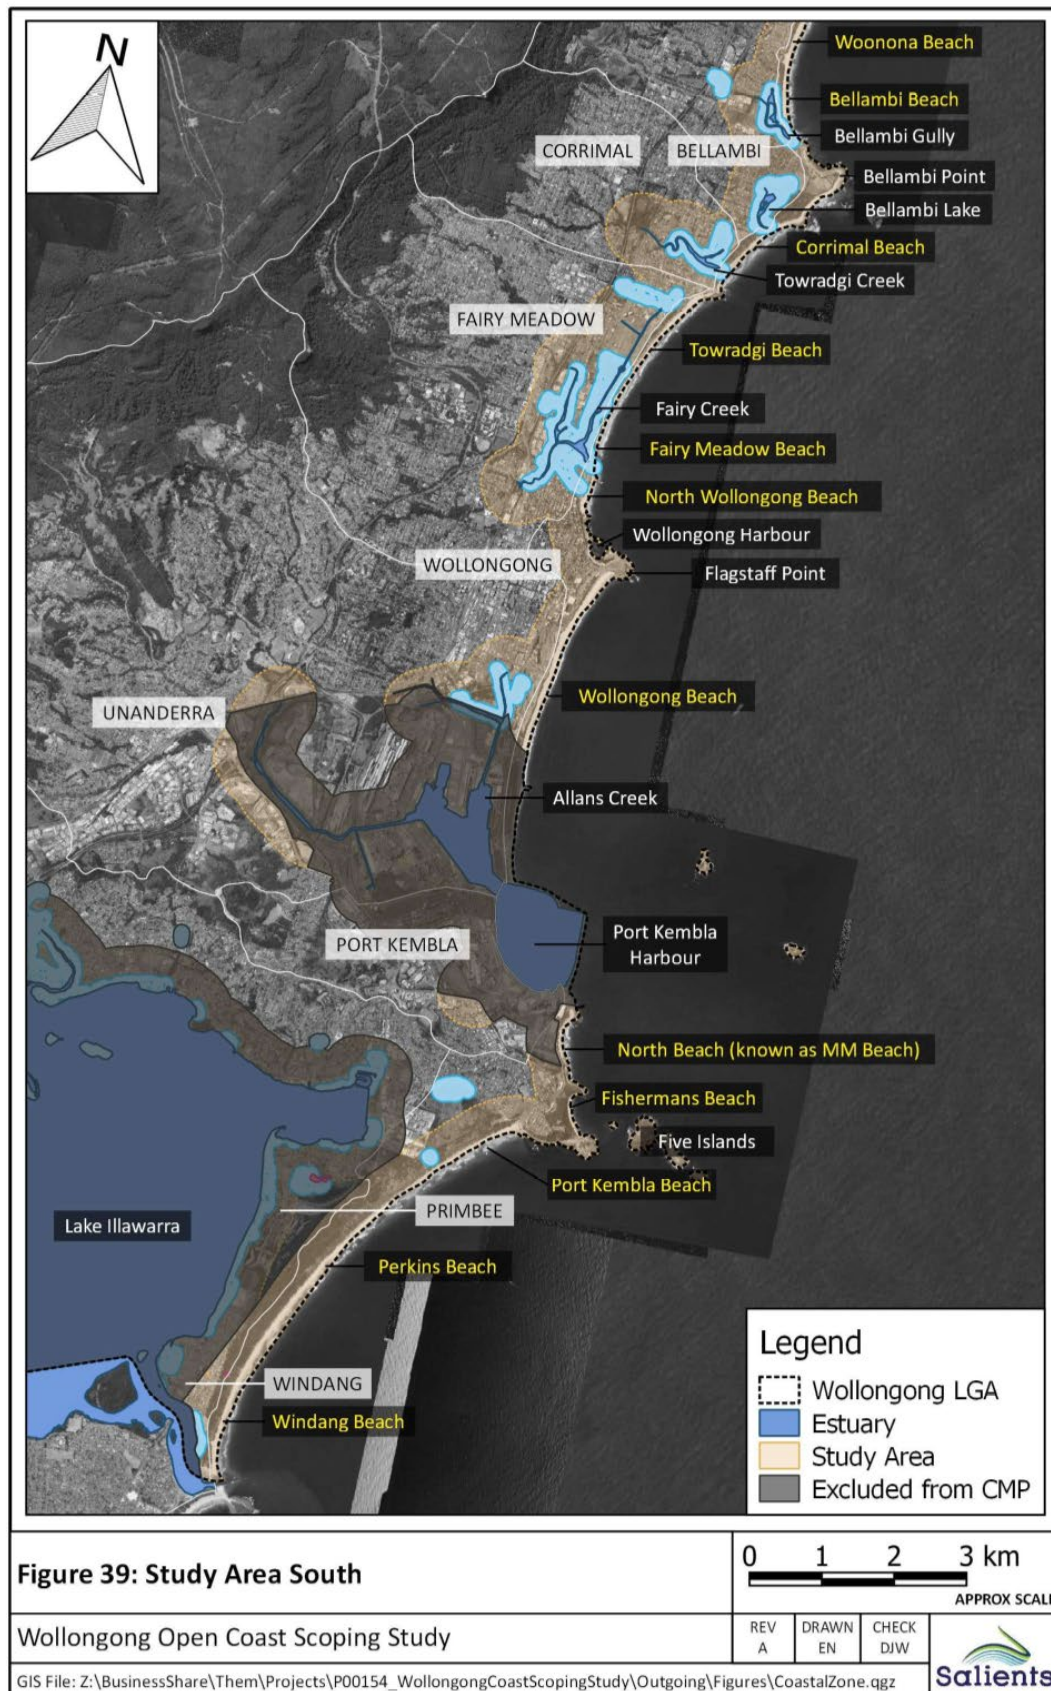 N
Woonona Beach
Bellambi Beach
Bellambi Gully
CORRIMAL
BELLAMBI
Bellambi Point
Bellambi Lake
Corrimal Beach
Towradgi Creek
FAIRY MEADOW
Towradgi Beach
Fairy Creek
Fairy Meadow Beach
North Wollongong Beach
Wollongong Harbour
WOLLONGONG
Flagstaff Point
Wollongong Beach
UNANDERRA
Allans Creek
PORT KEMBLA
Port Kembla
Harbour
North Beach (known as MM Beach)
Fishermans Beach
Five Islands
Port Kembla Beach
PRIMBEE
Lake Illawarra
Perkins Beach
WINDANG
Windang Beach
Legend
Wollongong LGA
Estuary
Study Area
Excluded from CMP
Figure 39: Study Area South
0 1 2 3 km
APPROX SCALE
Wollongong Open Coast Scoping Study
REV
A
DRAWN
EN
CHECK
DJW
Salients
GIS File: Z:\BusinessShare\Them\Projects\P00154_WollongongCoastScopingStudy\Outgoing\Figures\CoastalZone.qgz